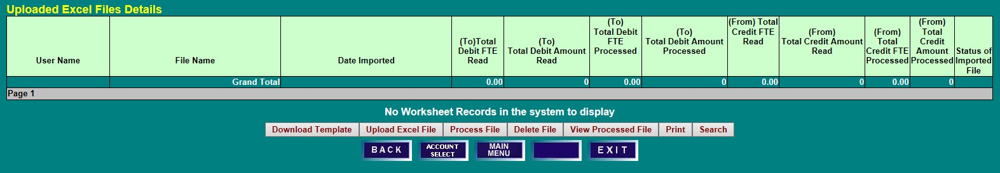 Uploaded Excel Files Details
User Name
File Name
Date Imported
(To)Total
Debit FTE
Read
(To)
Total Debit Amount
Read
(To)
Total Debit
FTE
Processed
(To)
Total Debit Amount
Processed
(From) Total
Credit FTE
Read
(From)
Total Credit Amount
Read
(From)
Total
Credit FTE
Processed
(From)
Total
Credit
Amount
Processed
Status of
Imported
File
Grand Total 0.00 0 0.00 0 0.00 0 0.00 0
Page 1
No Worksheet Records in the system to display
Download Template Upload Excel File Process File Delete File View Processed File Print Search
BACK ACCOUNT SELECT MAIN MENU EXIT